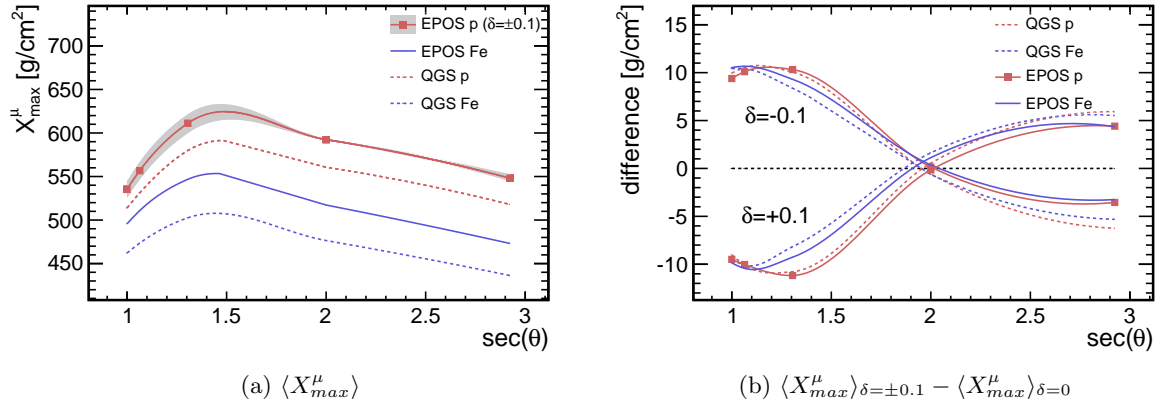 X^μ_max [g/cm²]
700
650
600
550
500
450
1
1.5
2
2.5
3
sec(θ)
EPOS p (δ=±0.1)
EPOS Fe
QGS p
QGS Fe
(a) ⟨X^μ_max⟩
difference [g/cm²]
15
10
5
0
-5
-10
1
1.5
2
2.5
3
sec(θ)
QGS p
QGS Fe
EPOS p
EPOS Fe
δ=-0.1
δ=+0.1
(b) ⟨X^μ_max⟩_δ=±0.1 − ⟨X^μ_max⟩_δ=0